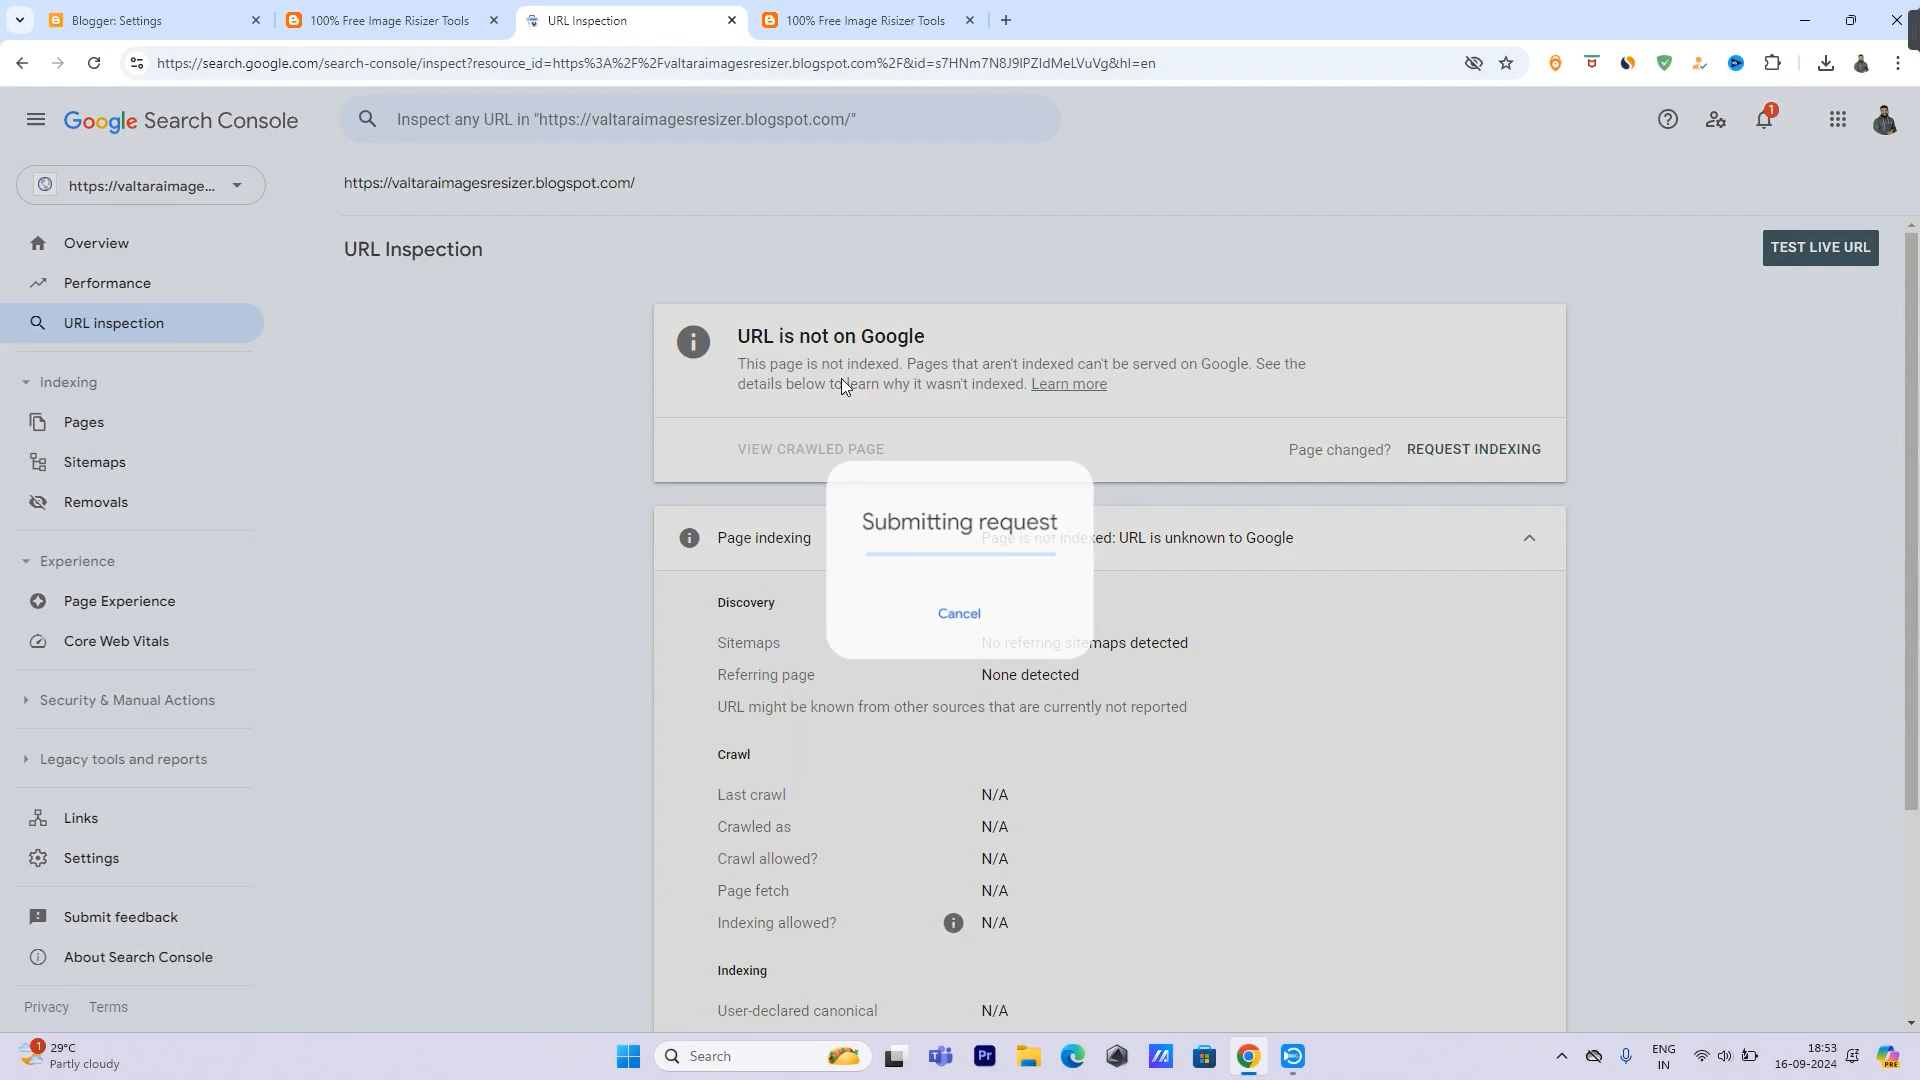 Blogger: Settings
100% Free Image Risizer Tools
URL Inspection
100% Free Image Risizer Tools
https://search.google.com/search-console/inspect?resource_id=https%3A%2F%2Fvaltaraimagesresizer.blogspot.com%2F&id=s7HNm7N8J9IPZIdMeLVuVg&hl=en
Google Search Console
Inspect any URL in "https://valtaraimagesresizer.blogspot.com/"
1
https://valtaraimage...
https://valtaraimagesresizer.blogspot.com/
Overview
Performance
URL inspection
Indexing
Pages
Sitemaps
Removals
Experience
Page Experience
Core Web Vitals
Security & Manual Actions
Legacy tools and reports
Links
Settings
Submit feedback
About Search Console
Privacy Terms
URL Inspection
TEST LIVE URL
URL is not on Google
This page is not indexed. Pages that aren't indexed can't be served on Google. See the
details below to learn why it wasn't indexed. Learn more
VIEW CRAWLED PAGE
Page changed? REQUEST INDEXING
Submitting request
Cancel
Page indexing
Page is not indexed: URL is unknown to Google
Discovery
Sitemaps No referring sitemaps detected
Referring page None detected
URL might be known from other sources that are currently not reported
Crawl
Last crawl N/A
Crawled as N/A
Crawl allowed? N/A
Page fetch N/A
Indexing allowed? N/A
Indexing
User-declared canonical N/A
1
29°C
Partly cloudy
Search
Pr
ENG
IN
18:53
16-09-2024
PRE